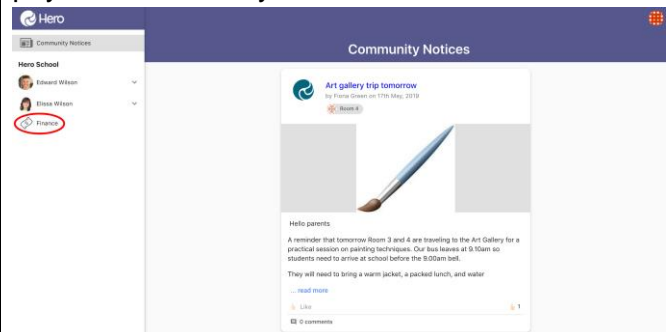 Hero
Community Notices
Hero School
Edward Wilson
Elissa Wilson
Finance
Community Notices
Art gallery trip tomorrow
by Fiona Green on 17th May, 2019
Room 4
Hello parents
A reminder that tomorrow Room 3 and 4 are traveling to the Art Gallery for a
practical session on painting techniques. Our bus leaves at 9.10am so
students need to arrive at school before the 9:00am bell.
They will need to bring a warm jacket, a packed lunch, and water
... read more
Like
1
0 comments